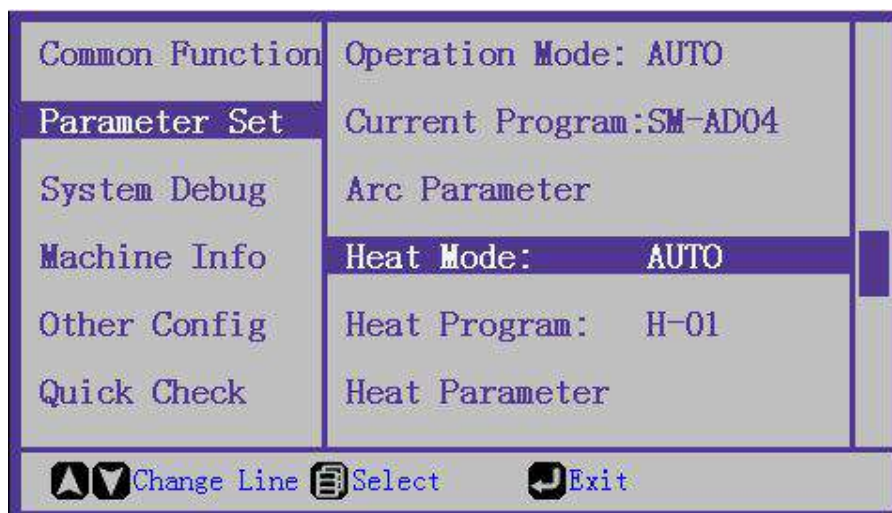 Common Function
Parameter Set
System Debug
Machine Info
Other Config
Quick Check
Operation Mode: AUTO
Current Program:SM-AD04
Arc Parameter
Heat Mode: AUTO
Heat Program: H-01
Heat Parameter
Change Line Select Exit